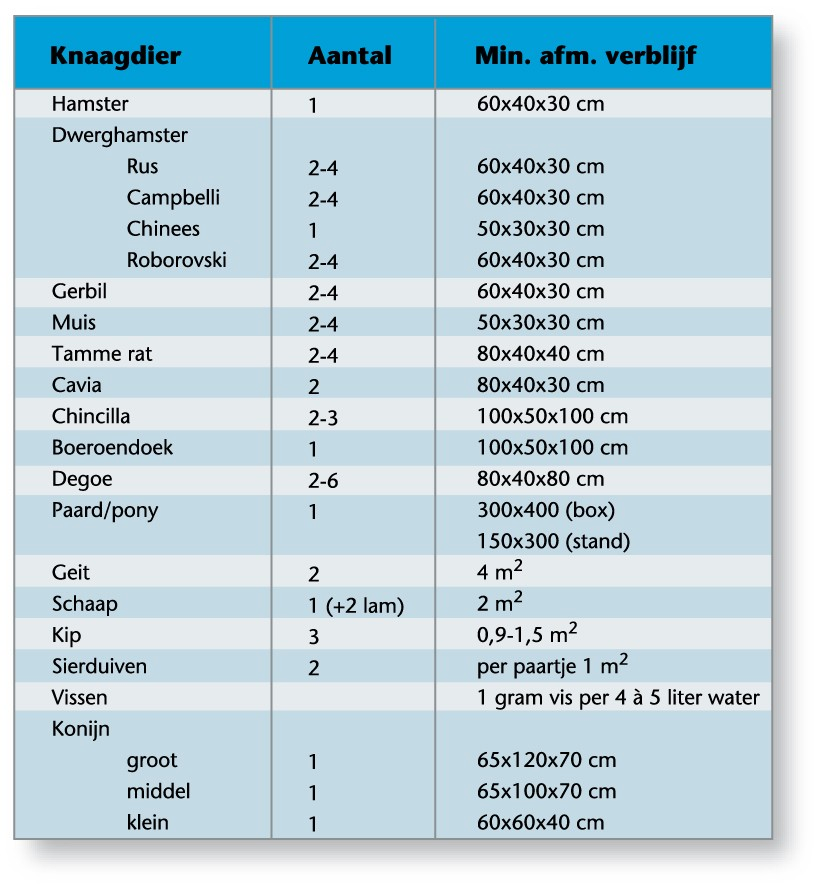 Knaagdier Aantal Min. afm. verblijf
Hamster 1 60x40x30 cm
Dwerghamster
Rus 2-4 60x40x30 cm
Campbelli 2-4 60x40x30 cm
Chinees 1 50x30x30 cm
Roborovski 2-4 60x40x30 cm
Gerbil 2-4 60x40x30 cm
Muis 2-4 50x30x30 cm
Tamme rat 2-4 80x40x40 cm
Cavia 2 80x40x30 cm
Chincilla 2-3 100x50x100 cm
Boeroendoek 1 100x50x100 cm
Degoe 2-6 80x40x80 cm
Paard/pony 1 300x400 (box)
150x300 (stand)
Geit 2 4 m²
Schaap 1 (+2 lam) 2 m²
Kip 3 0,9-1,5 m²
Sierduiven 2 per paartje 1 m²
Vissen 1 gram vis per 4 à 5 liter water
Konijn
groot 1 65x120x70 cm
middel 1 65x100x70 cm
klein 1 60x60x40 cm